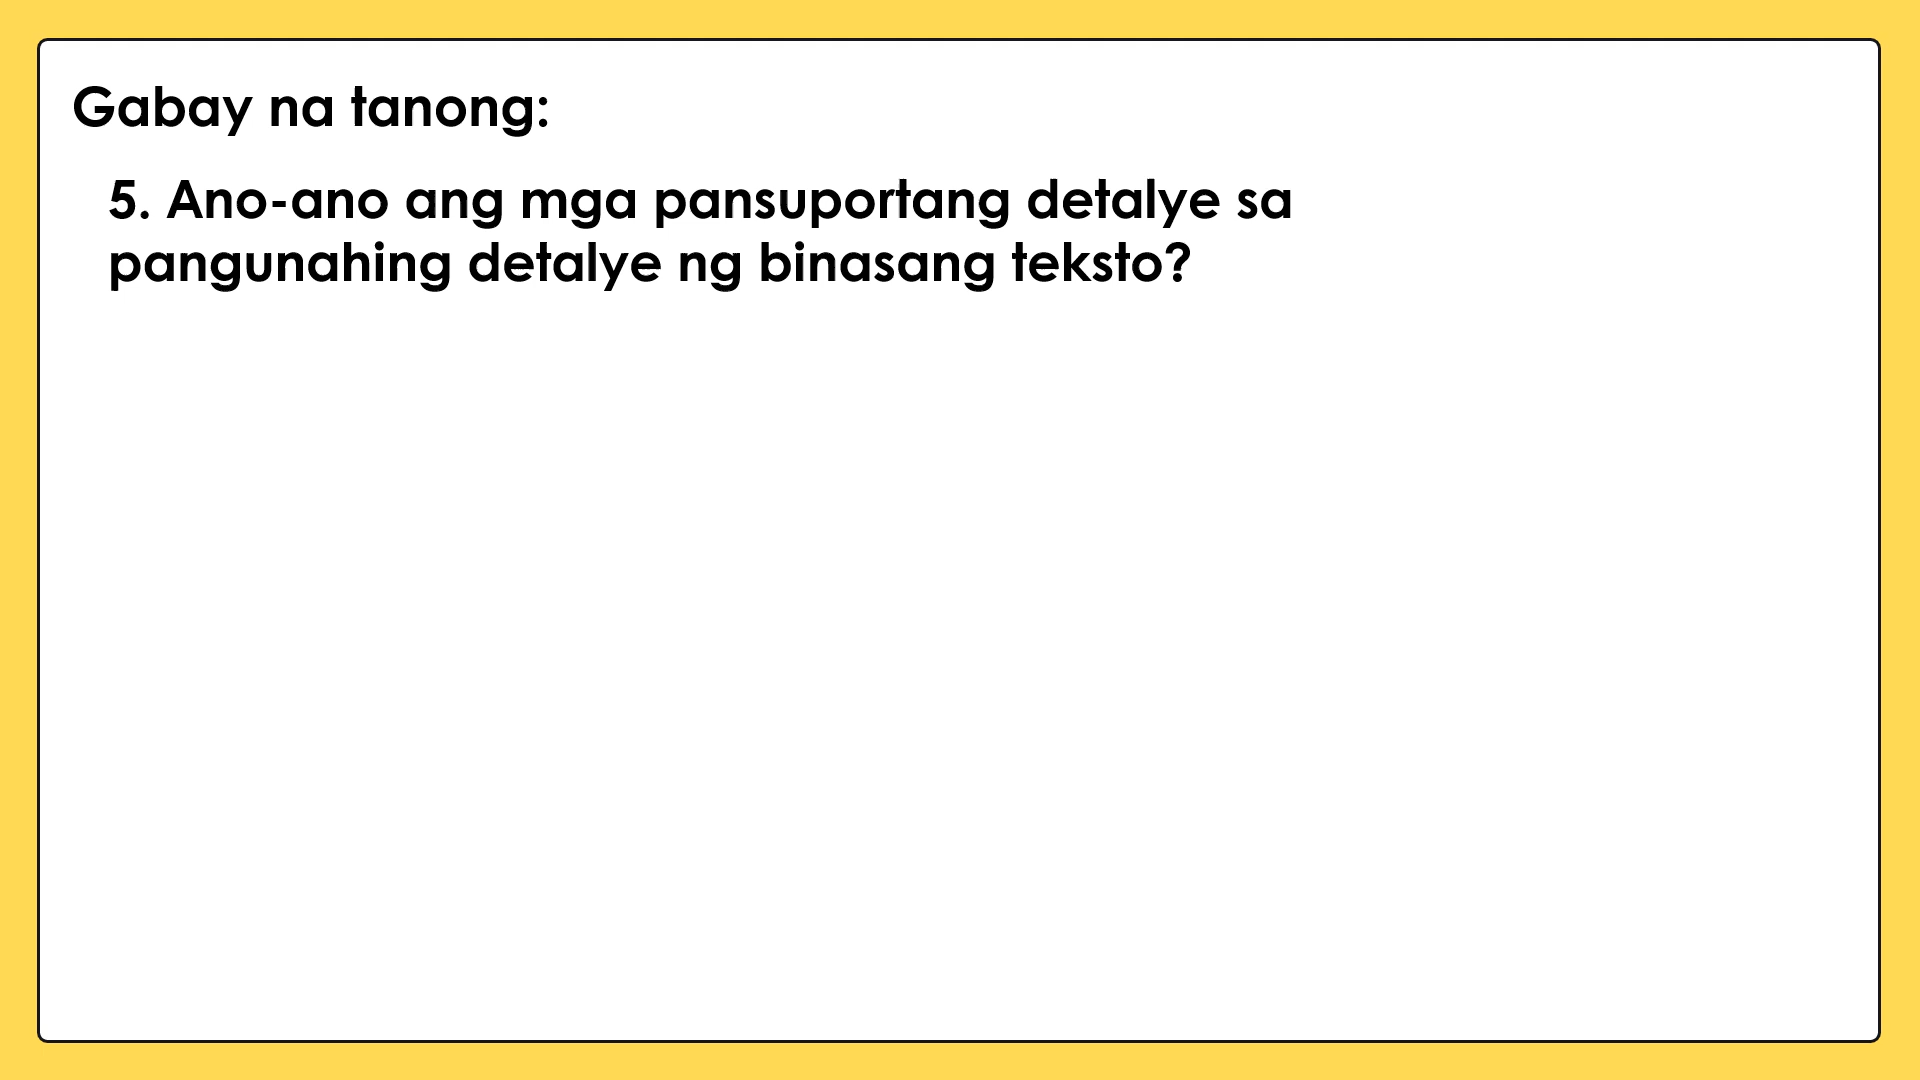 Gabay na tanong:
5. Ano-ano ang mga pansuportang detalye sa
pangunahing detalye ng binasang teksto?